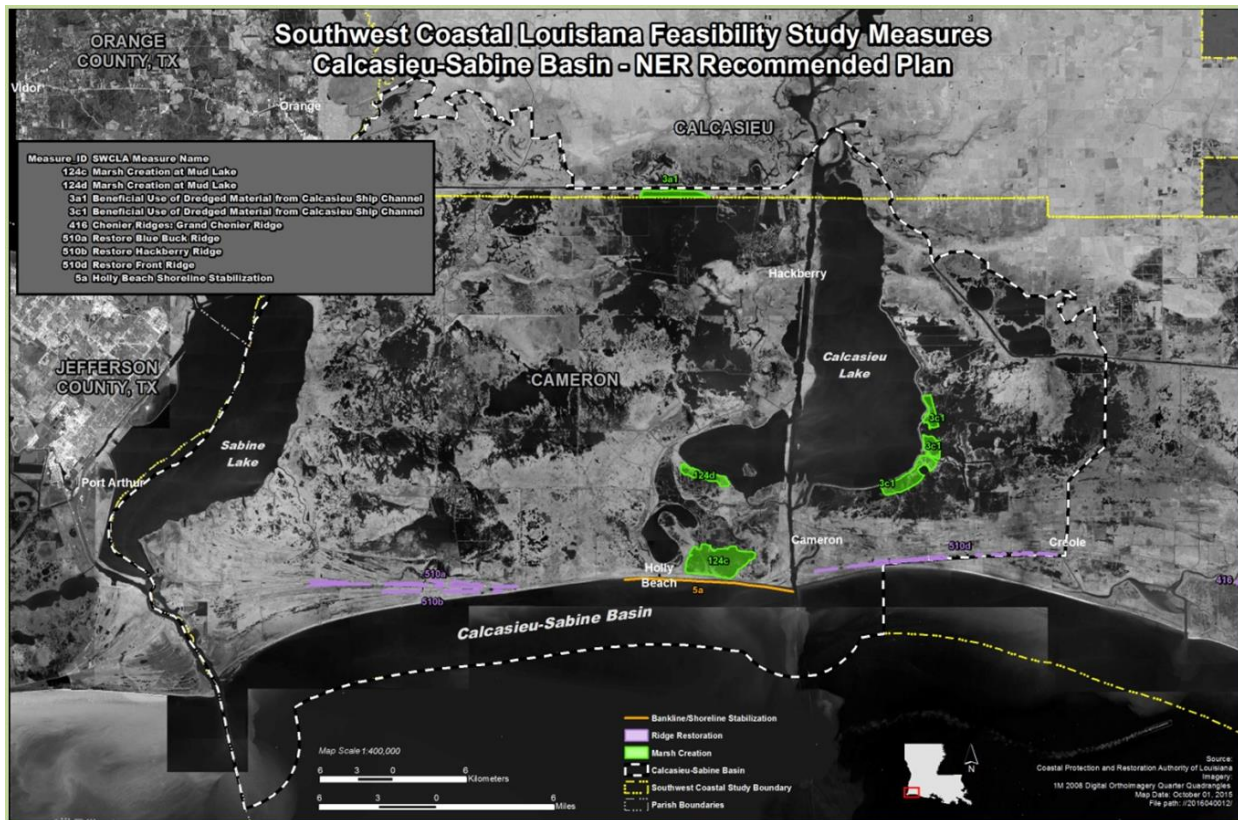 Southwest Coastal Louisiana Feasibility Study Measures
Calcasieu-Sabine Basin - NER Recommended Plan
ORANGE
COUNTY, TX
Vidor
Orange
CALCASIEU
Measure_ID SWCLA Measure Name
124c Marsh Creation at Mud Lake
124d Marsh Creation at Mud Lake
3a1 Beneficial Use of Dredged Material from Calcasieu Ship Channel
3c1 Beneficial Use of Dredged Material from Calcasieu Ship Channel
416 Chenier Ridges: Grand Chenier Ridge
510a Restore Blue Buck Ridge
510b Restore Hackberry Ridge
510d Restore Front Ridge
5a Holly Beach Shoreline Stabilization
3a1
Hackberry
JEFFERSON
COUNTY, TX
CAMERON
Calcasieu
Lake
Sabine
Lake
3c1
3c1
3c1
124d
Port Arthur
Cameron
Creole
510d
124c
Holly
Beach
510a
510b
5a
416
Calcasieu-Sabine Basin
Bankline/Shoreline Stabilization
Ridge Restoration
Marsh Creation
Calcasieu-Sabine Basin
Southwest Coastal Study Boundary
Parish Boundaries
Map Scale 1:400,000
6 3 0 6
Kilometers
6 3 0 6
Miles
N
Source:
Coastal Protection and Restoration Authority of Louisiana
Imagery:
1M 2008 Digital Orthoimagery Quarter Quadrangles
Map Date: October 01, 2015
File path: //2016040012/